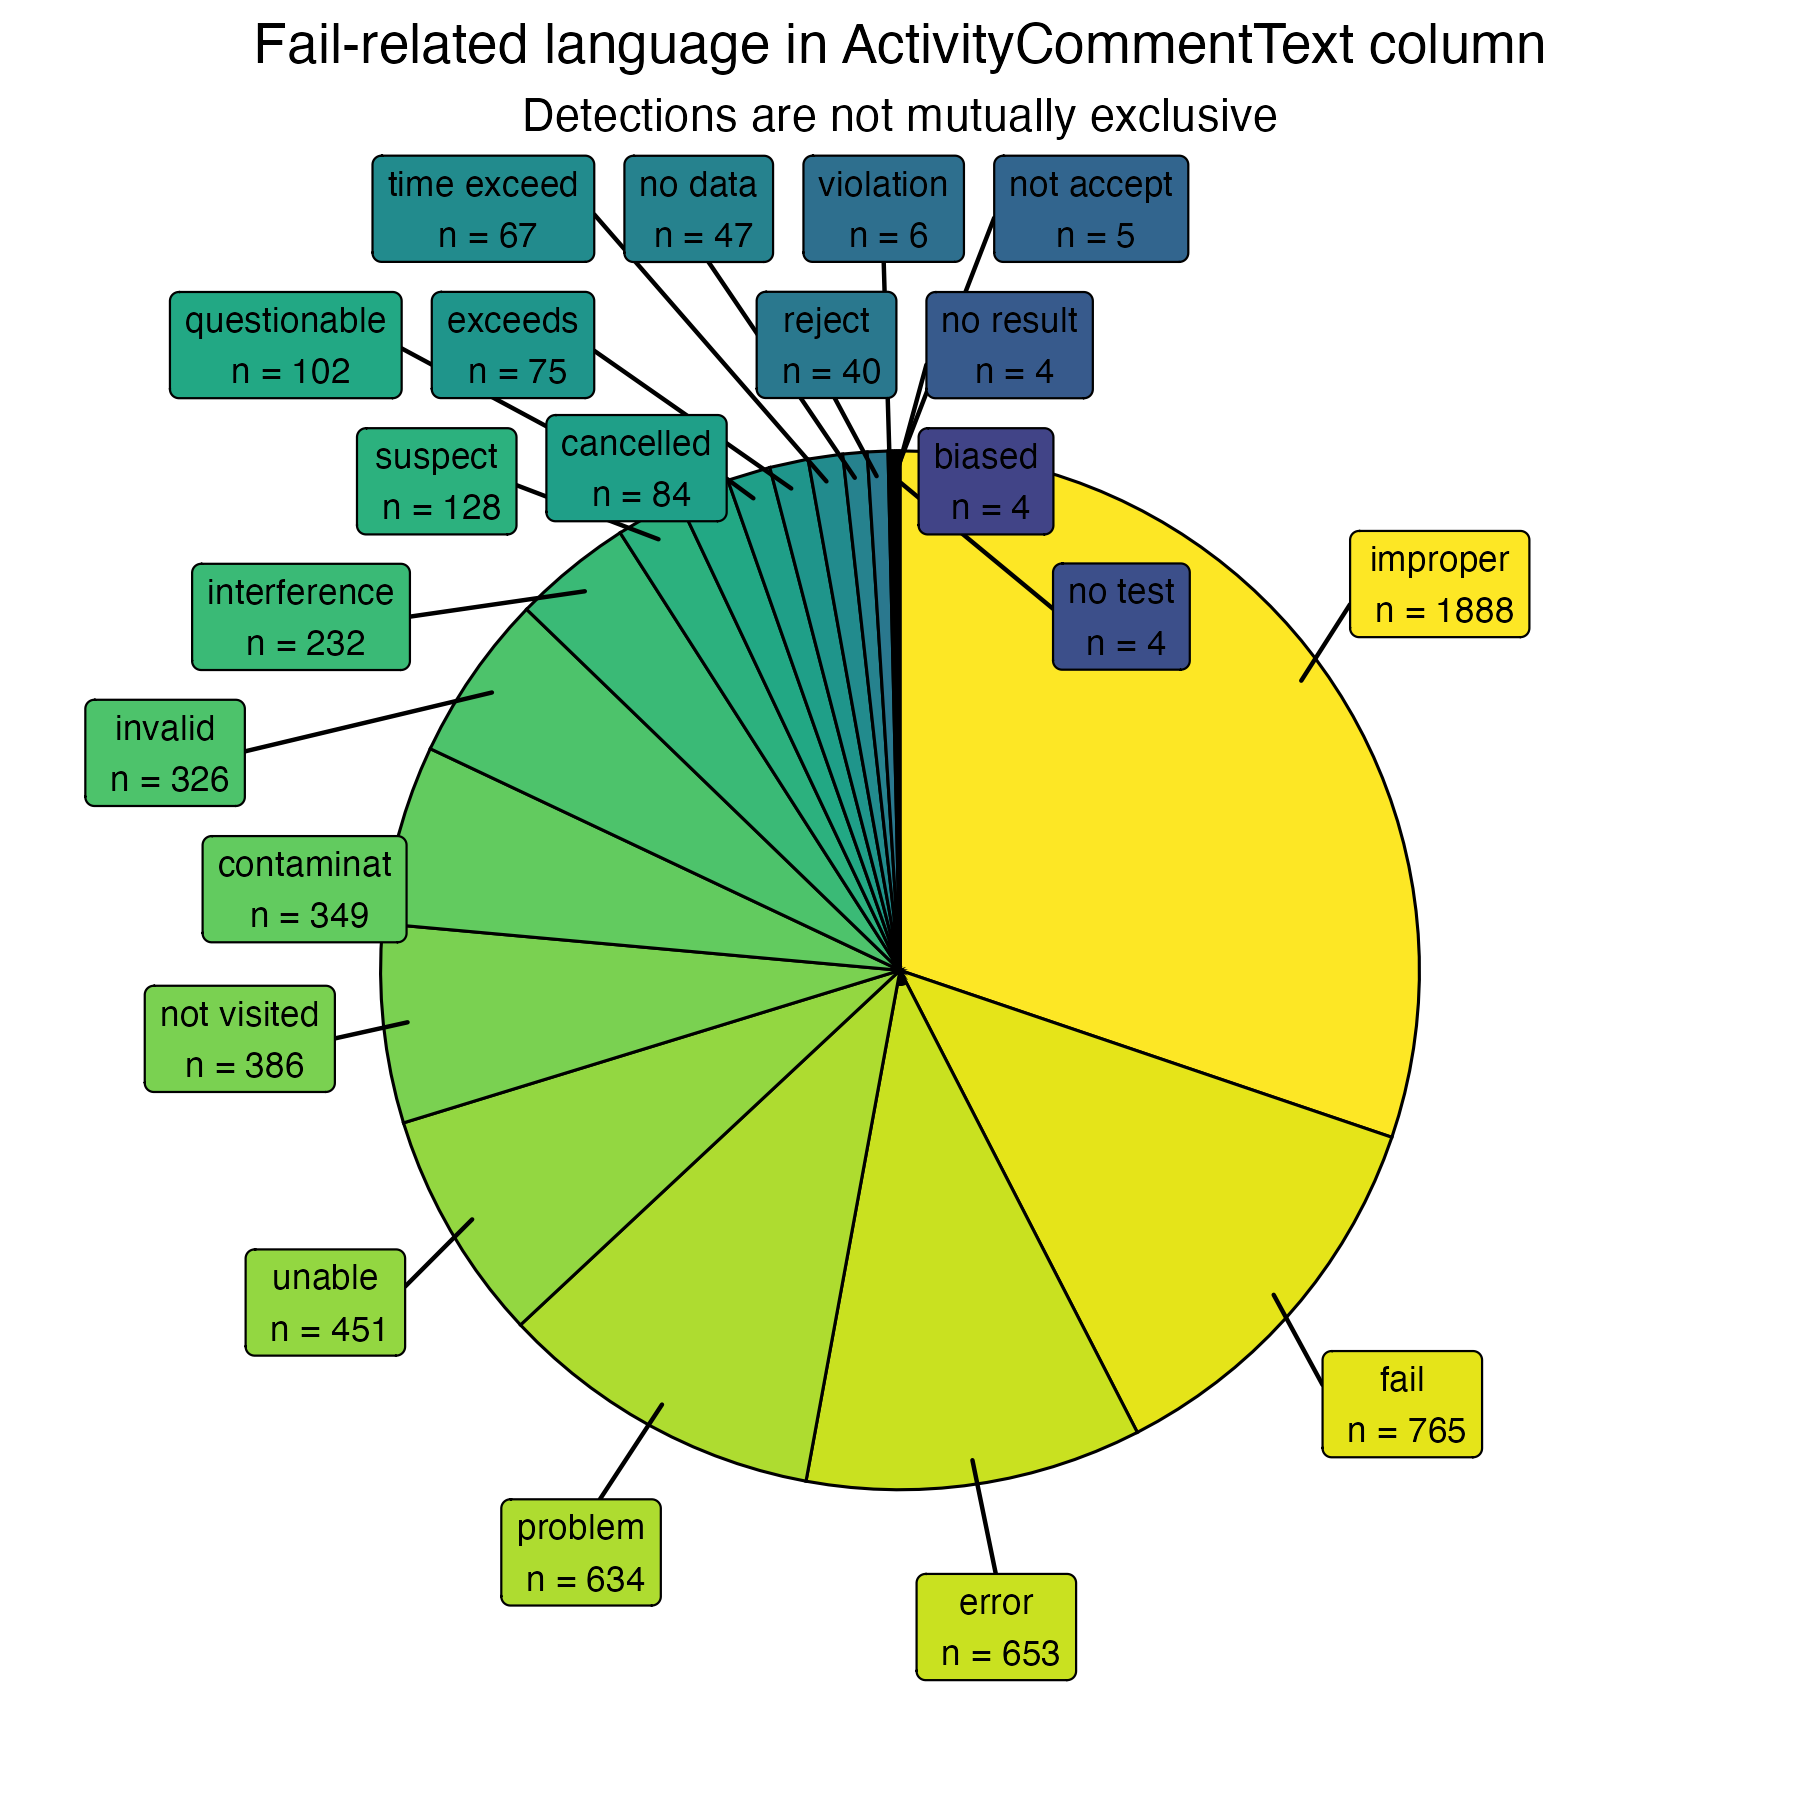 Fail-related language in ActivityCommentText column
Detections are not mutually exclusive
time exceed
n = 67
no data
n = 47
violation
n = 6
not accept
n = 5
questionable
n = 102
exceeds
n = 75
reject
n = 40
no result
n = 4
suspect
n = 128
cancelled
n = 84
biased
n = 4
improper
n = 1888
interference
n = 232
no test
n = 4
invalid
n = 326
contaminat
n = 349
not visited
n = 386
unable
n = 451
fail
n = 765
problem
n = 634
error
n = 653